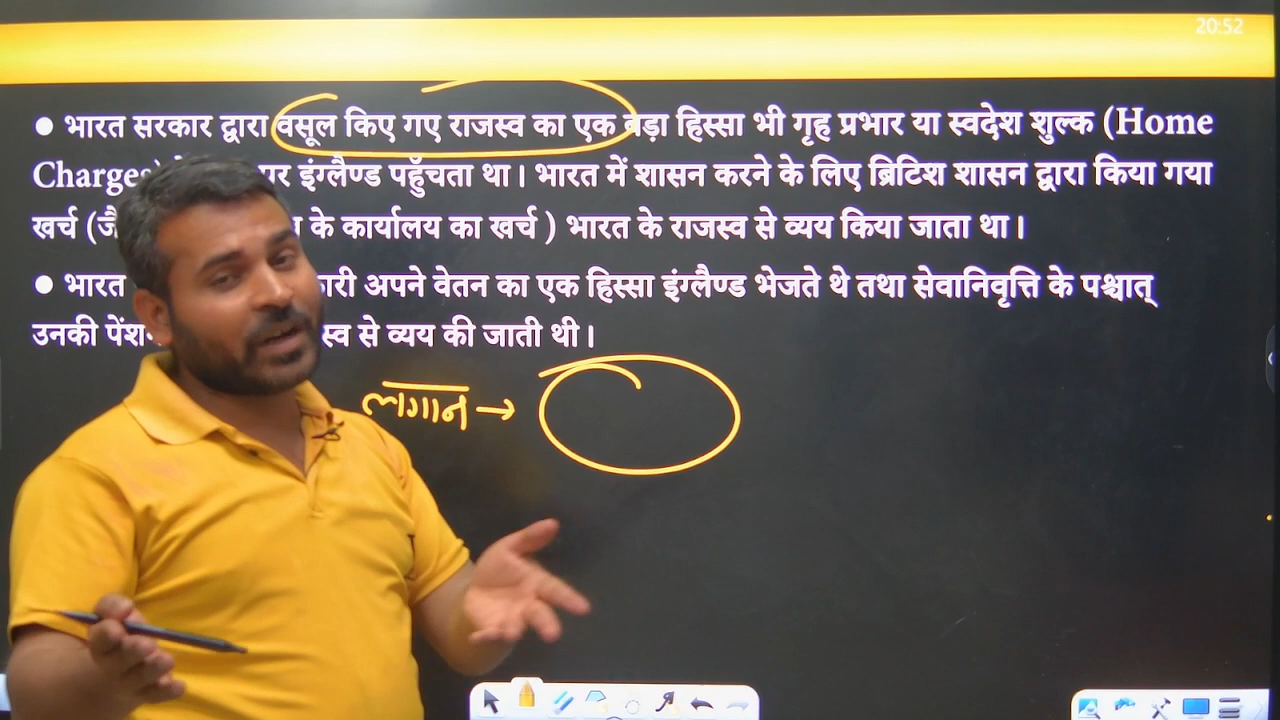 20:52
● भारत सरकार द्वारा वसूल किए गए राजस्व का एक बड़ा हिस्सा भी गृह प्रभार या स्वदेश शुल्क (Home
Charges इंग्लैण्ड पहुँचता था। भारत में शासन करने के लिए ब्रिटिश शासन द्वारा किया गया
खर्च ( के कार्यालय का खर्च ) भारत के राजस्व से व्यय किया जाता था।
● भारत अपने वेतन का एक हिस्सा इंग्लैण्ड भेजते थे तथा सेवानिवृत्ति के पश्चात्
उनकी से व्यय की जाती थी।
लगान →